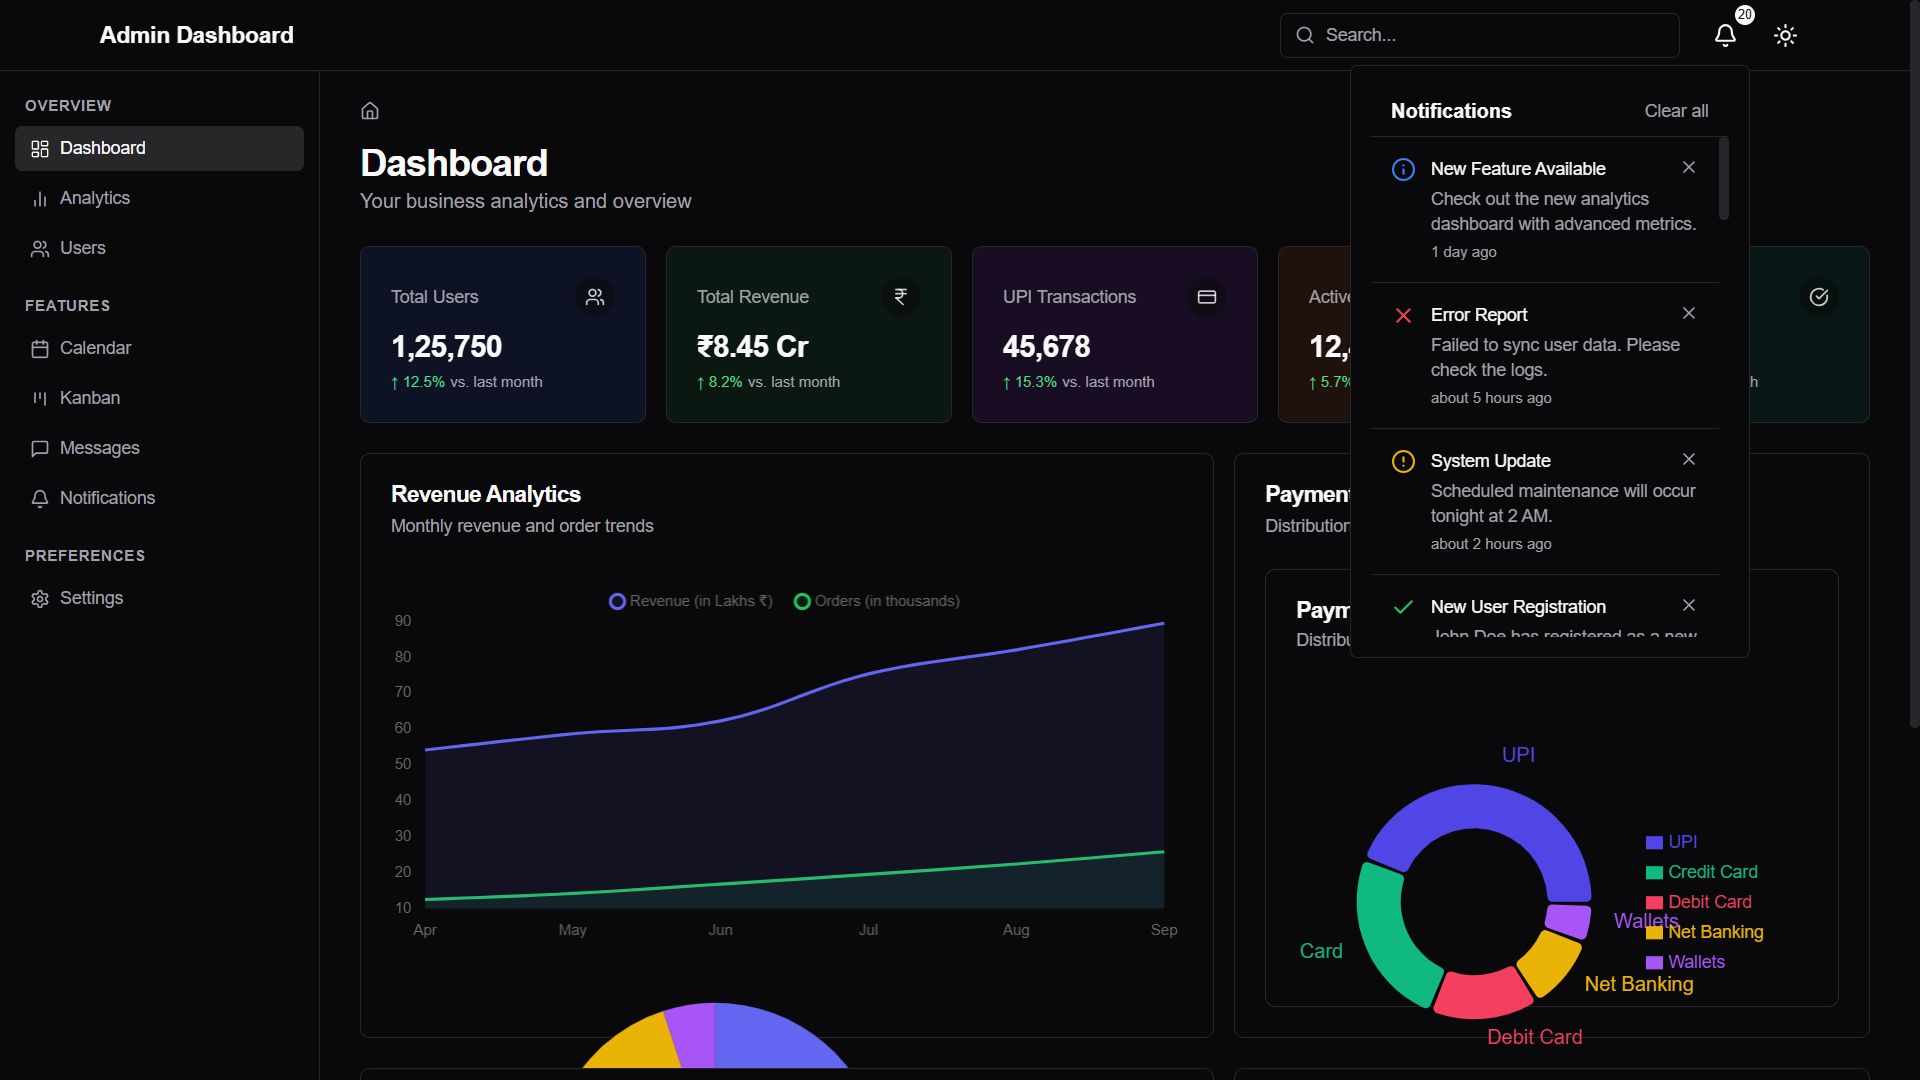 Admin Dashboard
Search...
20
OVERVIEW
Dashboard
Analytics
Users
FEATURES
Calendar
Kanban
Messages
Notifications
PREFERENCES
Settings
Dashboard
Your business analytics and overview
Total Users
1,25,750
↑ 12.5% vs. last month
Total Revenue
₹8.45 Cr
↑ 8.2% vs. last month
UPI Transactions
45,678
↑ 15.3% vs. last month
Active
12,
↑ 5.7%
h
Notifications
Clear all
New Feature Available
Check out the new analytics
dashboard with advanced metrics.
1 day ago
Error Report
Failed to sync user data. Please
check the logs.
about 5 hours ago
System Update
Scheduled maintenance will occur
tonight at 2 AM.
about 2 hours ago
New User Registration
John Doe has registered as a new
Revenue Analytics
Monthly revenue and order trends
Revenue (in Lakhs ₹)
Orders (in thousands)
90
80
70
60
50
40
30
20
10
Apr May Jun Jul Aug Sep
Payment
Distribution
Paym
Distribu
UPI
Card
Debit Card
Net Banking
Wallets
UPI
Credit Card
Debit Card
Net Banking
Wallets